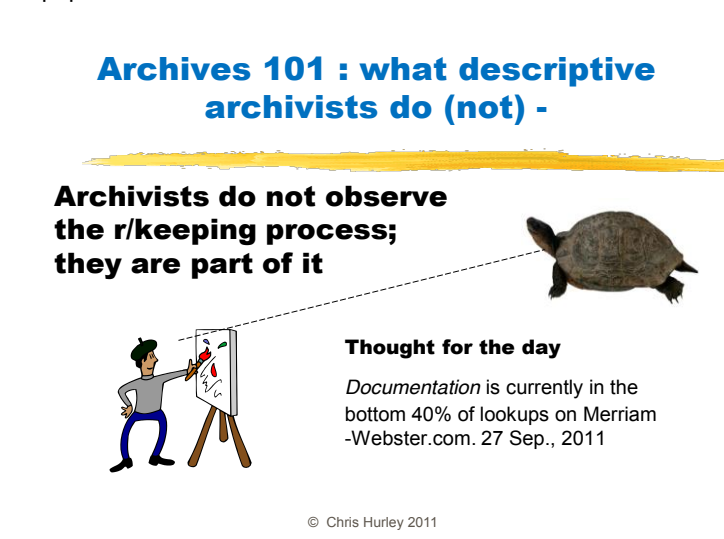 Archives 101 : what descriptive
archivists do (not) -
Archivists do not observe
the r/keeping process;
they are part of it
Thought for the day
Documentation is currently in the
bottom 40% of lookups on Merriam
-Webster.com. 27 Sep., 2011
© Chris Hurley 2011